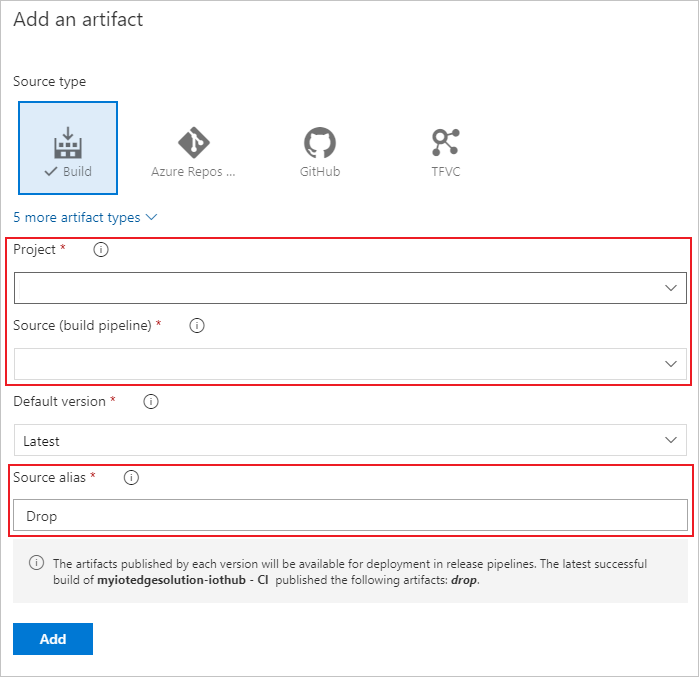 Add an artifact
Source type
Build
Azure Repos ...
GitHub
TFVC
5 more artifact types
Project *
Source (build pipeline) *
Default version *
Latest
Source alias *
Drop
The artifacts published by each version will be available for deployment in release pipelines. The latest successful
build of myiotedgesolution-iothub - CI published the following artifacts: drop.
Add